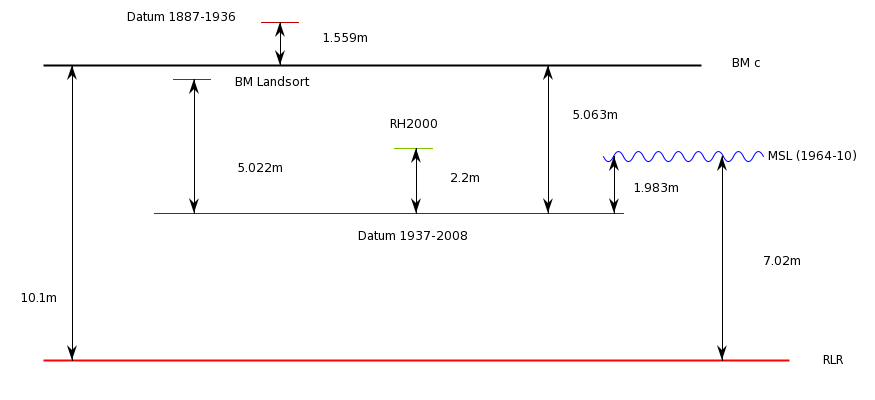 Datum 1887-1936
1.559m
BM c
BM Landsort
5.063m
RH2000
MSL (1964-10)
5.022m
2.2m
1.983m
Datum 1937-2008
7.02m
10.1m
RLR